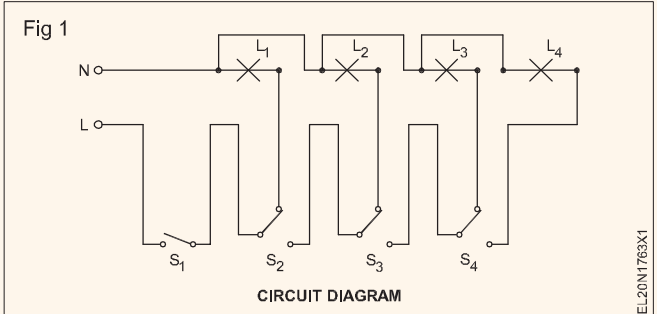 Fig 1
L1 L2 L3 L4
N
L
S1 S2 S3 S4
CIRCUIT DIAGRAM
EL20N1763X1